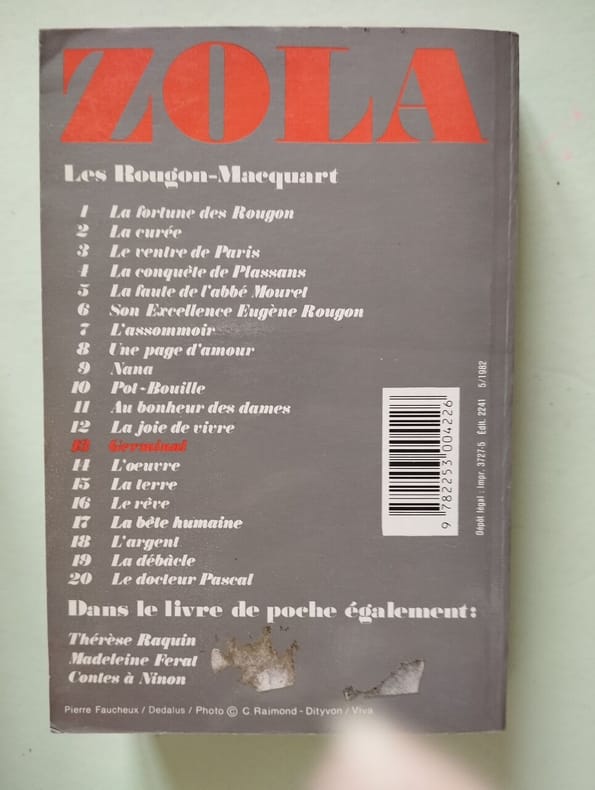 ZOLA
Les Rougon-Macquart
1 La fortune des Rougon
2 La curée
3 Le ventre de Paris
4 La conquête de Plassans
5 La faute de l'abbé Mouret
6 Son Excellence Eugène Rougon
7 L'assommoir
8 Une page d'amour
9 Nana
10 Pot-Bouille
11 Au bonheur des dames
12 La joie de vivre
13 Germinal
14 L'œuvre
15 La terre
16 Le rêve
17 La bête humaine
18 L'argent
19 La débâcle
20 Le docteur Pascal
Dans le livre de poche également:
Thérèse Raquin
Madeleine Ferat
Contes à Ninon
Pierre Faucheux / Dedalus / Photo © G. Raimond - Dityvon / Viva
9 782253 004226
Dépôt légal : Impr. 3727-5 Édit. 2241 5/1982